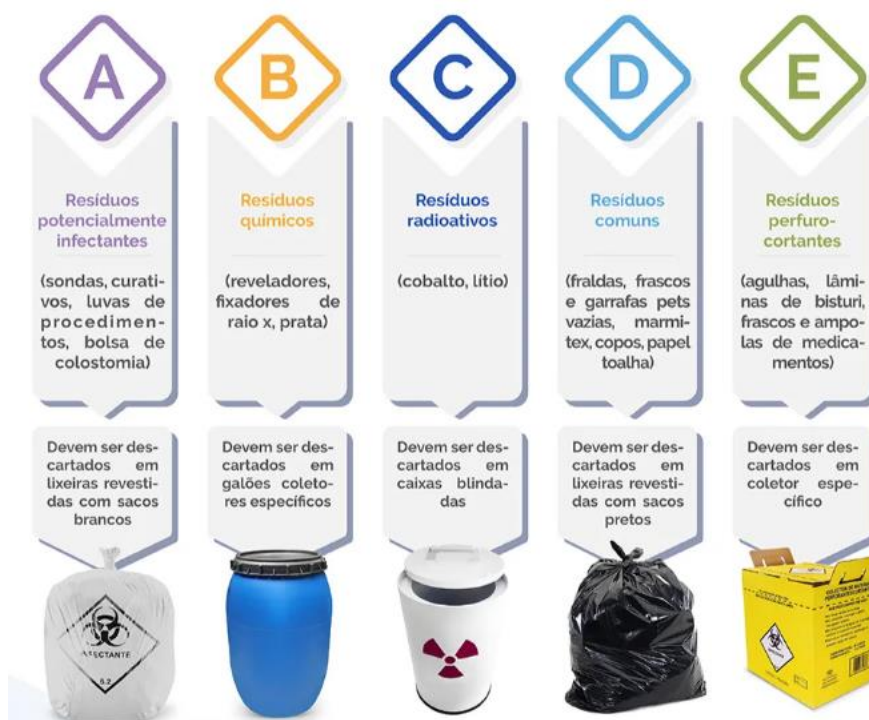 A
Resíduos
potencialmente
infectantes
(sondas, curati-
vos, luvas de
procedimen-
tos, bolsa de
colostomia)
Devem ser des-
cartados em
lixeiras revesti-
das com sacos
brancos
INFECTANTE
6.2
B
Resíduos
químicos
(reveladores,
fixadores de
raio x, prata)
Devem ser des-
cartados em
galões coleto-
res específicos
C
Resíduos
radioativos
(cobalto, lítio)
Devem ser des-
cartados em
caixas blinda-
das
D
Resíduos
comuns
(fraldas, frascos
e garrafas pets
vazias, marmi-
tex, copos, papel
toalha)
Devem ser des-
cartados em
lixeiras revesti-
das com sacos
pretos
E
Resíduos
perfuro-
cortantes
(agulhas, lâmi-
nas de bisturi,
frascos e ampo-
las de medica-
mentos)
Devem ser des-
cartados em
coletor espe-
cífico